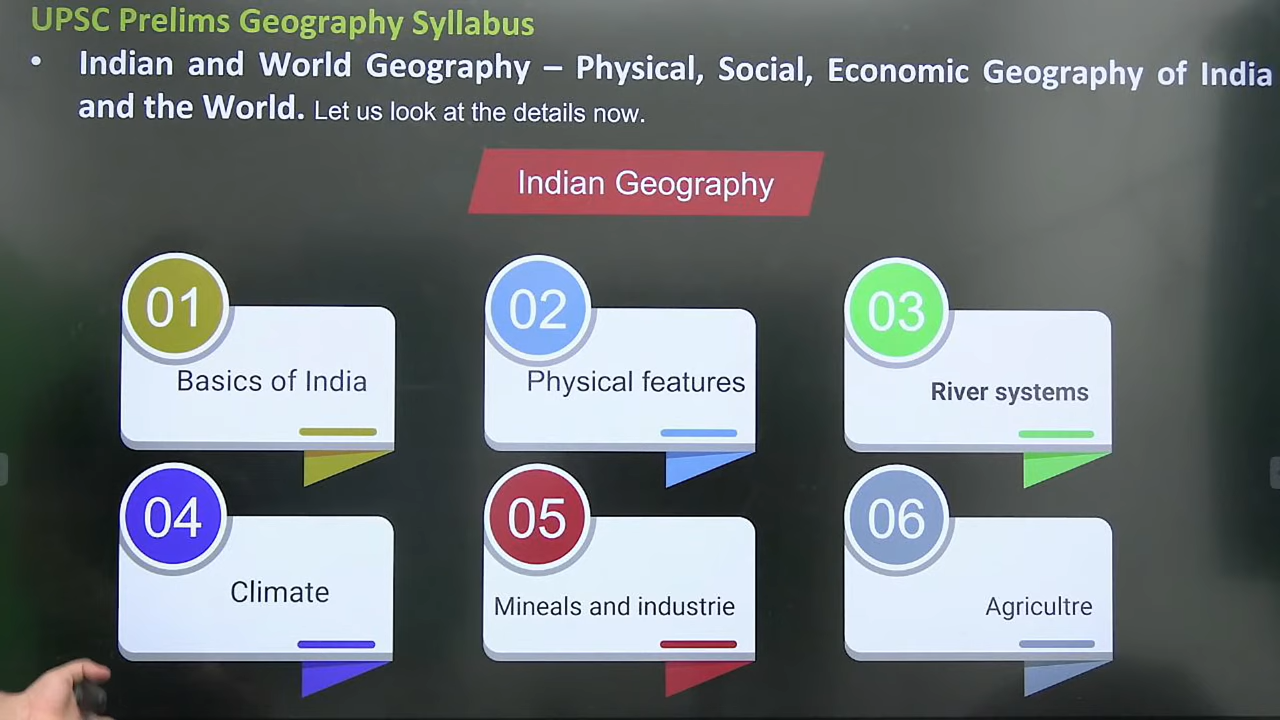 UPSC Prelims Geography Syllabus
• Indian and World Geography – Physical, Social, Economic Geography of India
and the World. Let us look at the details now.
Indian Geography
01
Basics of India
02
Physical features
03
River systems
04
Climate
05
Mineals and industrie
06
Agricultre